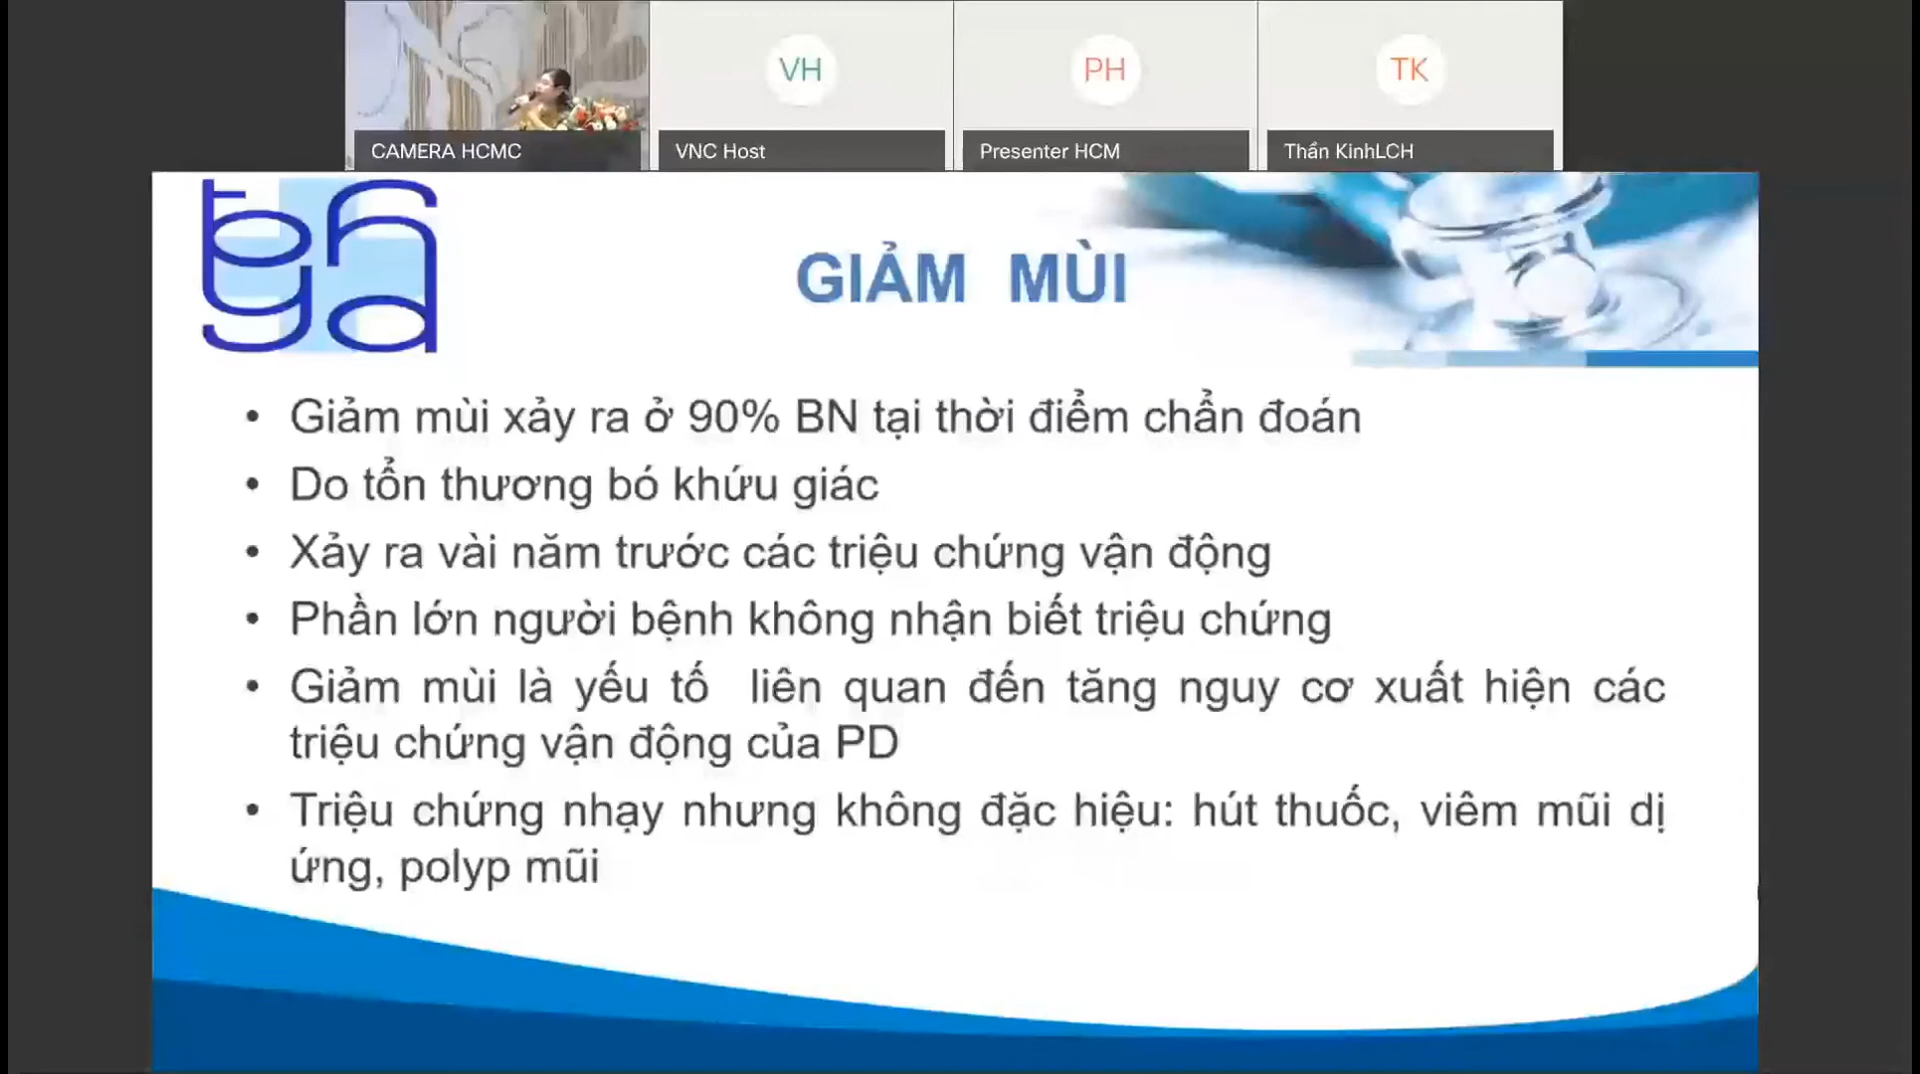 VH
PH
TK
CAMERA HCMC
VNC Host
Presenter HCM
Thần KinhLCH
GIẢM MÙI
• Giảm mùi xảy ra ở 90% BN tại thời điểm chẩn đoán
• Do tổn thương bó khứu giác
• Xảy ra vài năm trước các triệu chứng vận động
• Phần lớn người bệnh không nhận biết triệu chứng
• Giảm mùi là yếu tố liên quan đến tăng nguy cơ xuất hiện các
triệu chứng vận động của PD
• Triệu chứng nhạy nhưng không đặc hiệu: hút thuốc, viêm mũi dị
ứng, polyp mũi